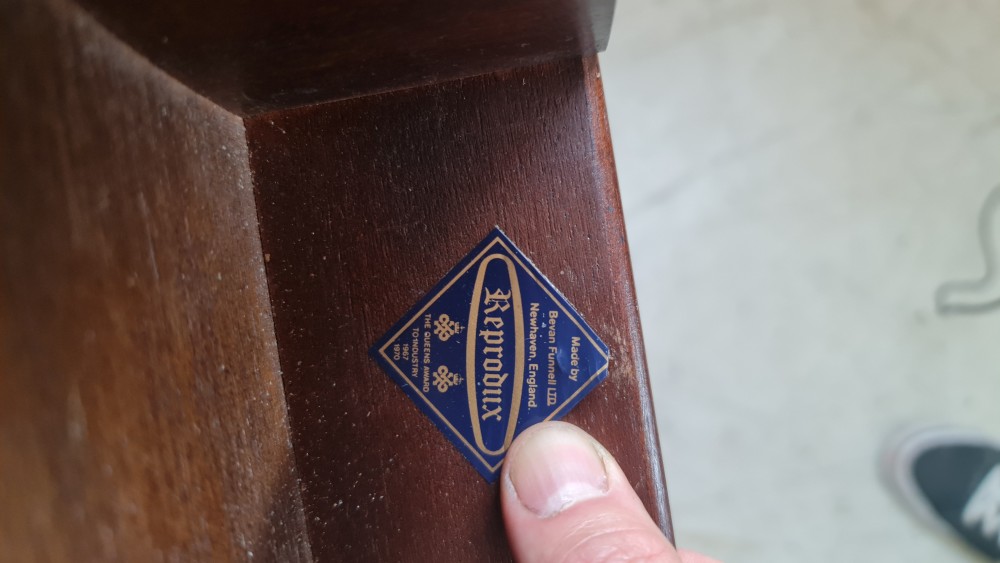 Made by
Bevan Funnell LTD.
Newhaven, England.
Reprodux
THE QUEENS AWARD
TO INDUSTRY
1967
1970